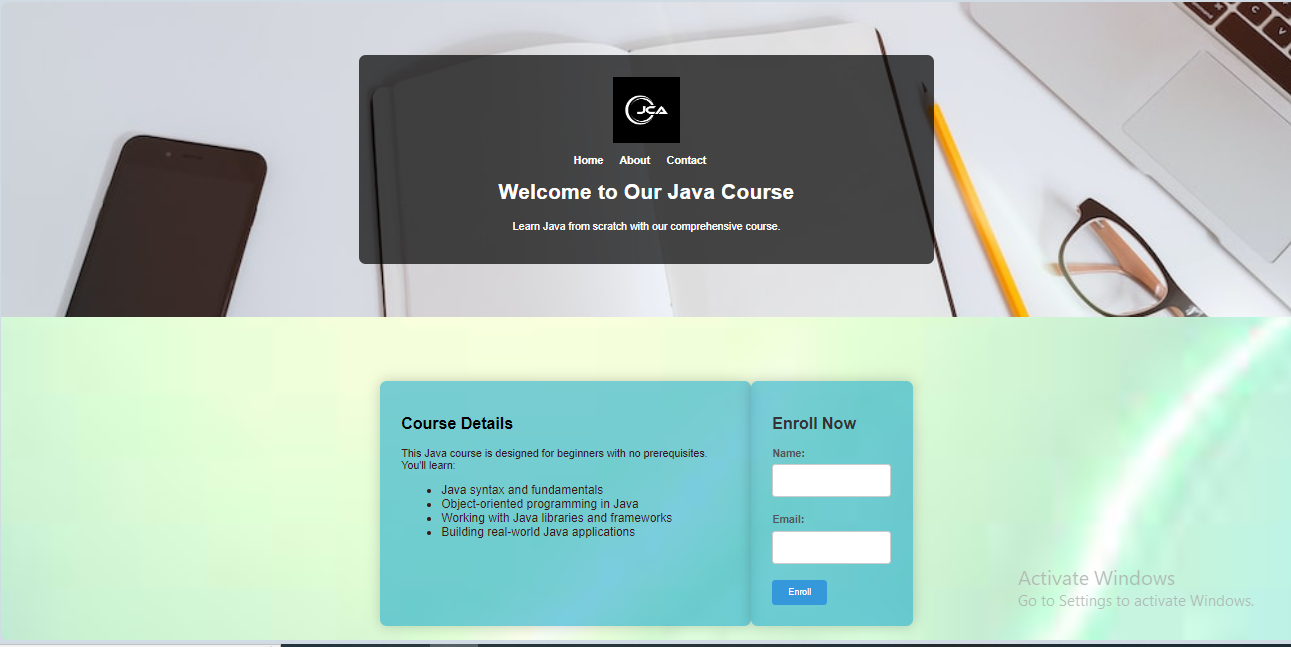 JCA
Home About Contact
Welcome to Our Java Course
Learn Java from scratch with our comprehensive course.
Course Details
This Java course is designed for beginners with no prerequisites.
You'll learn:
Java syntax and fundamentals
Object-oriented programming in Java
Working with Java libraries and frameworks
Building real-world Java applications
Enroll Now
Name:
Email:
Enroll
Activate Windows
Go to Settings to activate Windows.